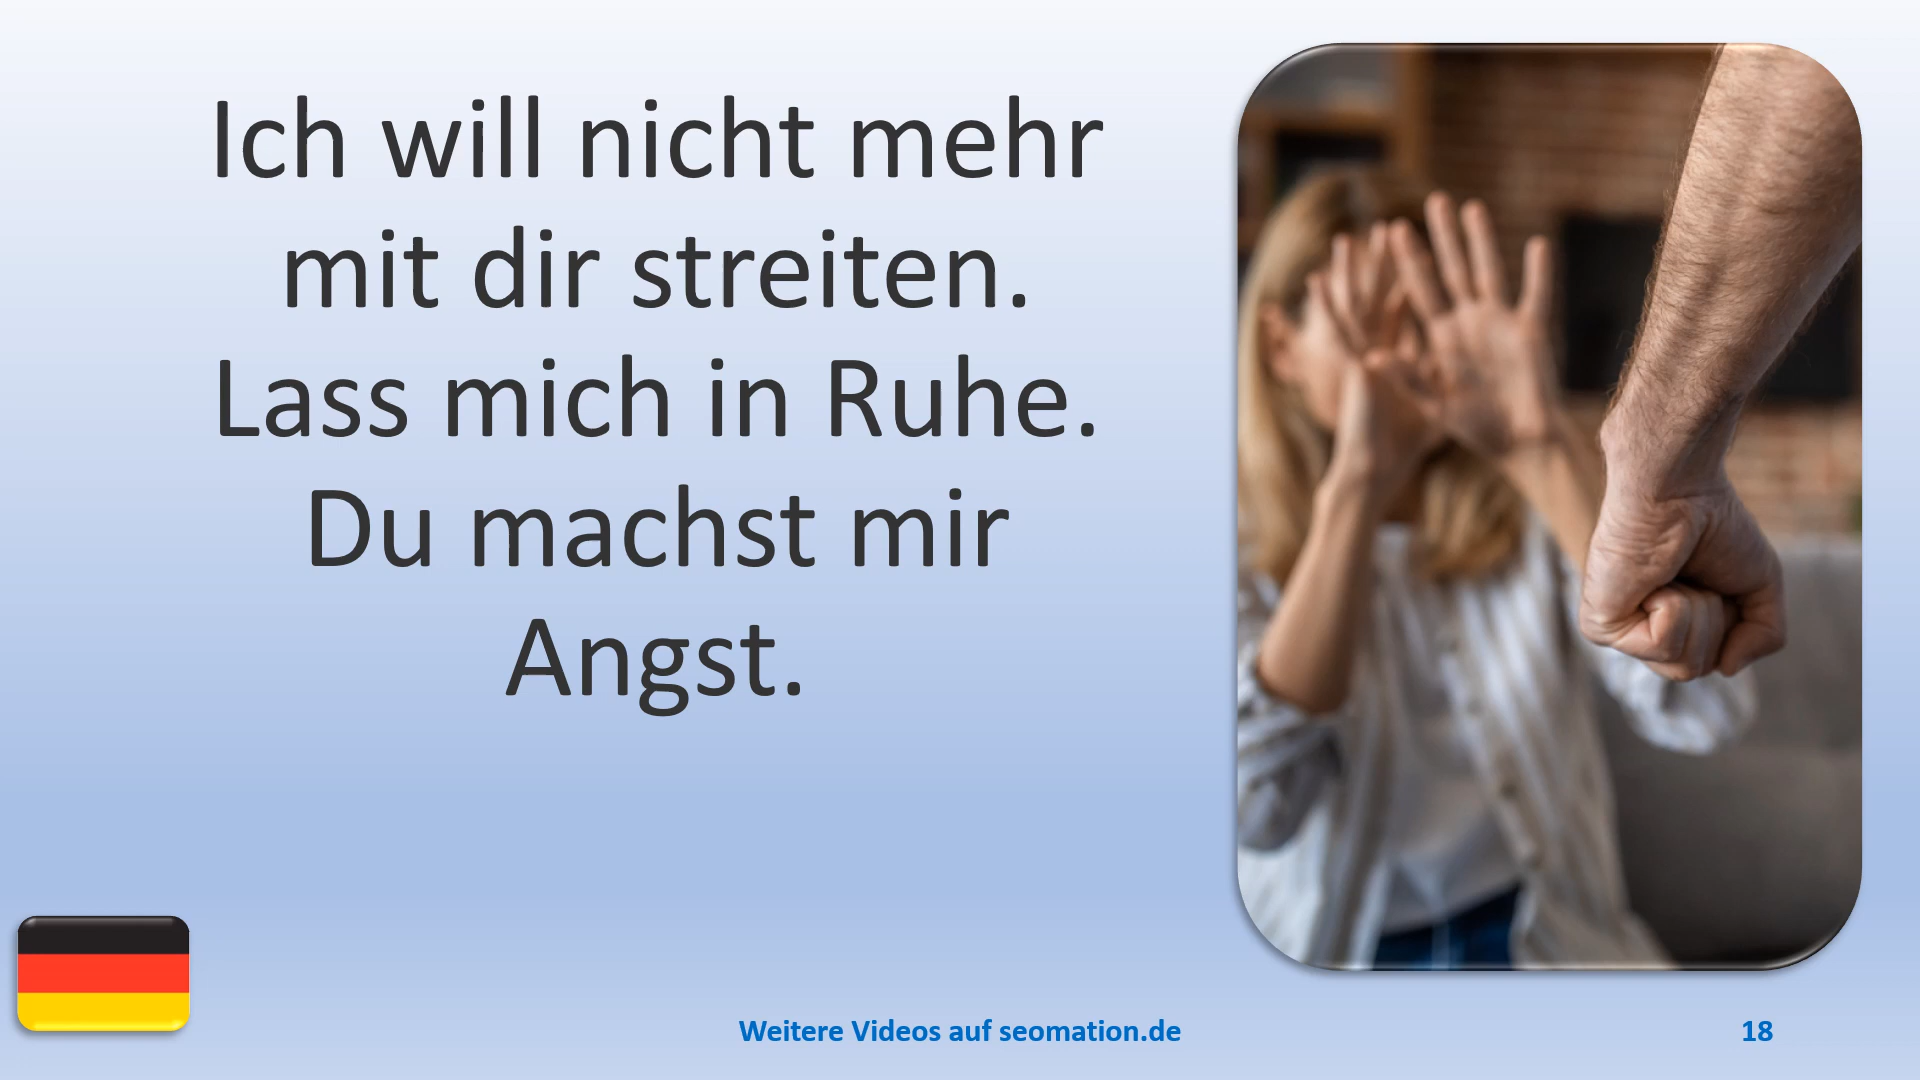 Ich will nicht mehr
mit dir streiten.
Lass mich in Ruhe.
Du machst mir
Angst.
Weitere Videos auf seomation.de
18